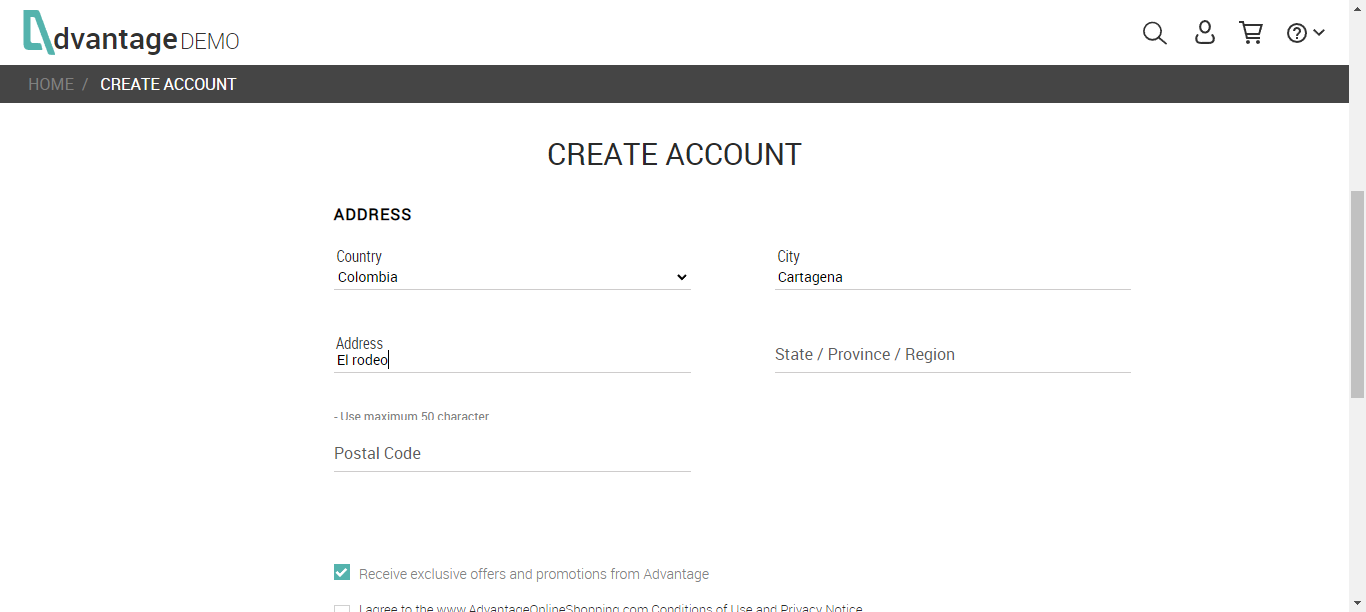 dvantage DEMO
HOME / CREATE ACCOUNT
CREATE ACCOUNT
ADDRESS
Country
Colombia
City
Cartagena
Address
El rodeo
State / Province / Region
- Use maximum 50 character
Postal Code
Receive exclusive offers and promotions from Advantage
I agree to the www.AdvantageOnlineShopping.com Conditions of Use and Privacy Notice